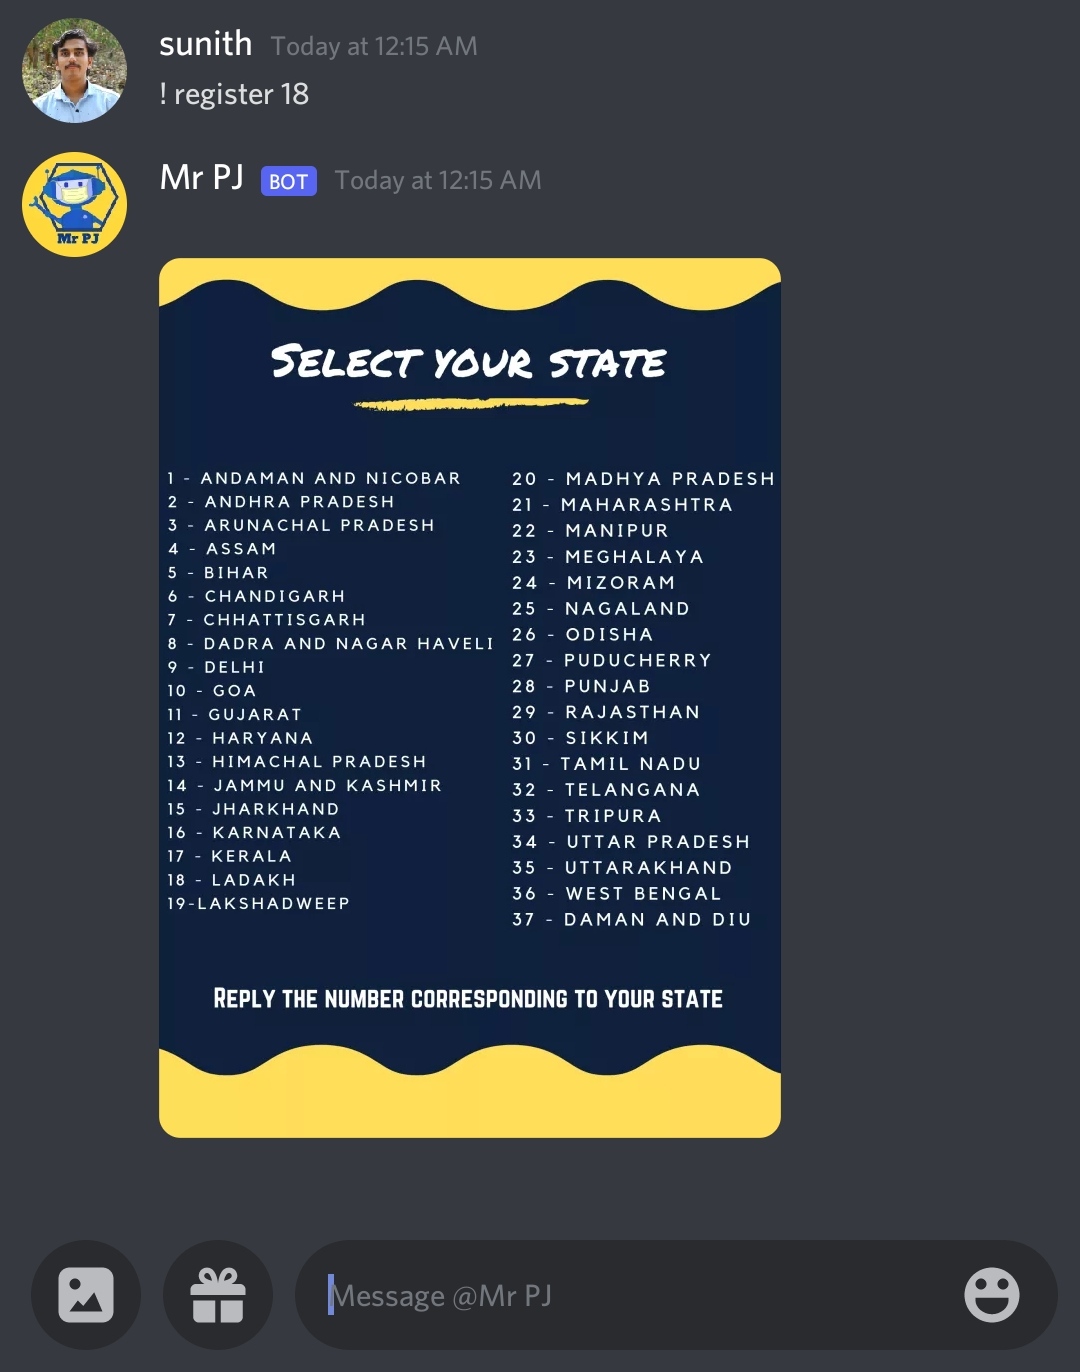 sunith Today at 12:15 AM
! register 18
Mr PJ BOT Today at 12:15 AM
Mr PJ
SELECT YOUR STATE
1 - ANDAMAN AND NICOBAR
2 - ANDHRA PRADESH
3 - ARUNACHAL PRADESH
4 - ASSAM
5 - BIHAR
6 - CHANDIGARH
7 - CHHATTISGARH
8 - DADRA AND NAGAR HAVELI
9 - DELHI
10 - GOA
11 - GUJARAT
12 - HARYANA
13 - HIMACHAL PRADESH
14 - JAMMU AND KASHMIR
15 - JHARKHAND
16 - KARNATAKA
17 - KERALA
18 - LADAKH
19-LAKSHADWEEP
20 - MADHYA PRADESH
21 - MAHARASHTRA
22 - MANIPUR
23 - MEGHALAYA
24 - MIZORAM
25 - NAGALAND
26 - ODISHA
27 - PUDUCHERRY
28 - PUNJAB
29 - RAJASTHAN
30 - SIKKIM
31 - TAMIL NADU
32 - TELANGANA
33 - TRIPURA
34 - UTTAR PRADESH
35 - UTTARAKHAND
36 - WEST BENGAL
37 - DAMAN AND DIU
REPLY THE NUMBER CORRESPONDING TO YOUR STATE
Message @Mr PJ